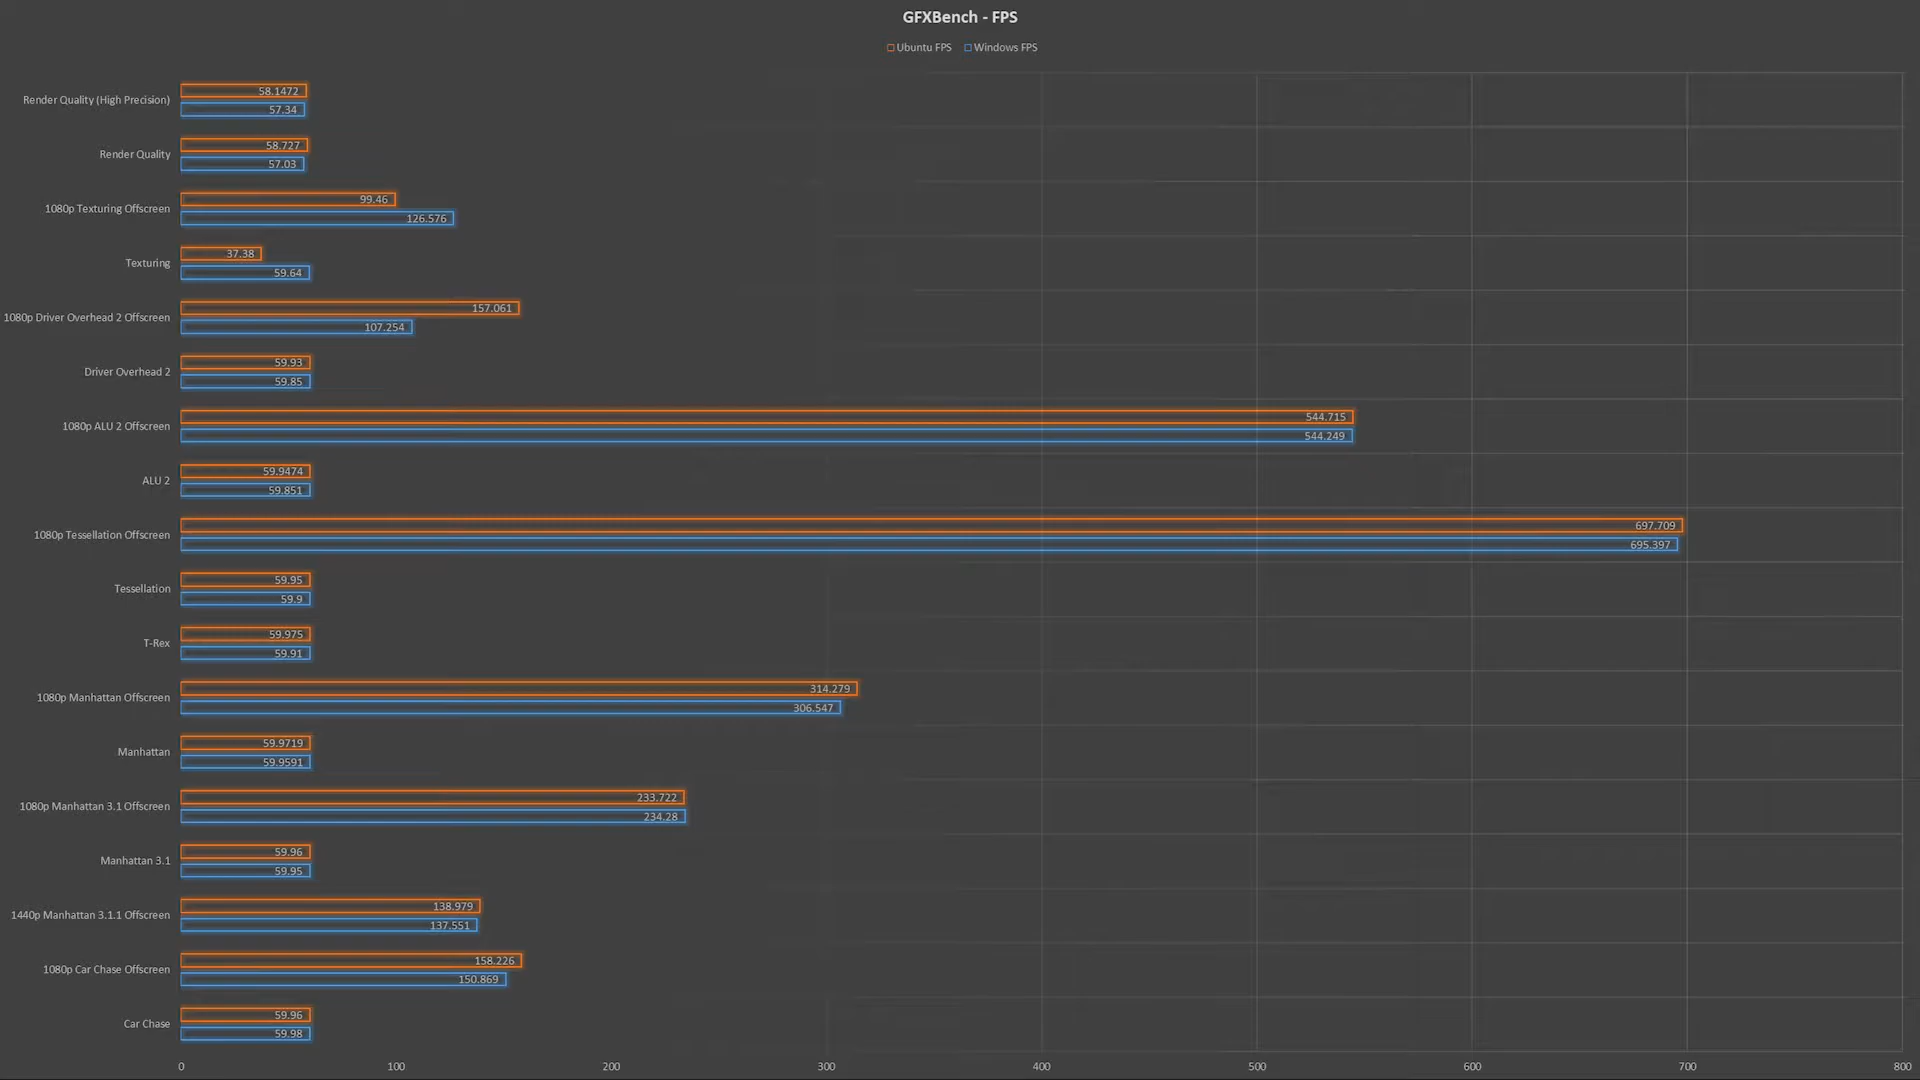 GFXBench - FPS
Ubuntu FPS Windows FPS
Render Quality (High Precision)
58.1472
57.34
Render Quality
58.727
57.03
1080p Texturing Offscreen
99.46
126.576
Texturing
37.38
59.64
1080p Driver Overhead 2 Offscreen
157.061
107.254
Driver Overhead 2
59.93
59.85
1080p ALU 2 Offscreen
544.715
544.249
ALU 2
59.9474
59.851
1080p Tessellation Offscreen
697.709
695.397
Tessellation
59.95
59.9
T-Rex
59.975
59.91
1080p Manhattan Offscreen
314.279
306.547
Manhattan
59.9719
59.9591
1080p Manhattan 3.1 Offscreen
233.722
234.28
Manhattan 3.1
59.96
59.95
1440p Manhattan 3.1.1 Offscreen
138.979
137.551
1080p Car Chase Offscreen
158.226
150.869
Car Chase
59.96
59.98
0 100 200 300 400 500 600 700 800